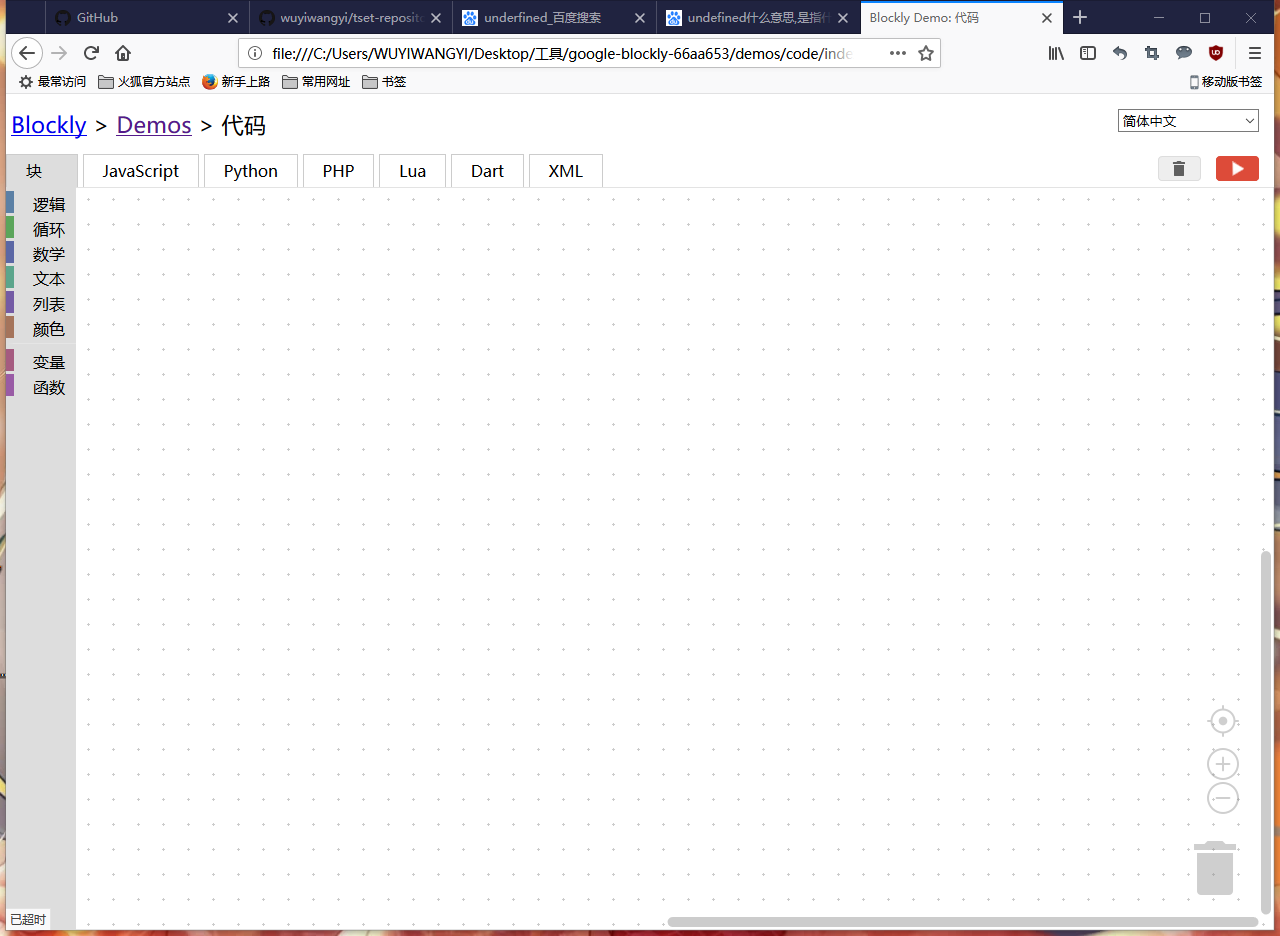 GitHub
wuyiwangyi/tset-reposito
underfined_百度搜索
undefined什么意思,是指什
Blockly Demo: 代码
file:///C:/Users/WUYIWANGYI/Desktop/工具/google-blockly-66aa653/demos/code/inde
最常访问 火狐官方站点 新手上路 常用网址 书签 移动版书签
Blockly > Demos > 代码
简体中文
块 JavaScript Python PHP Lua Dart XML
逻辑
循环
数学
文本
列表
颜色
变量
函数
已超时